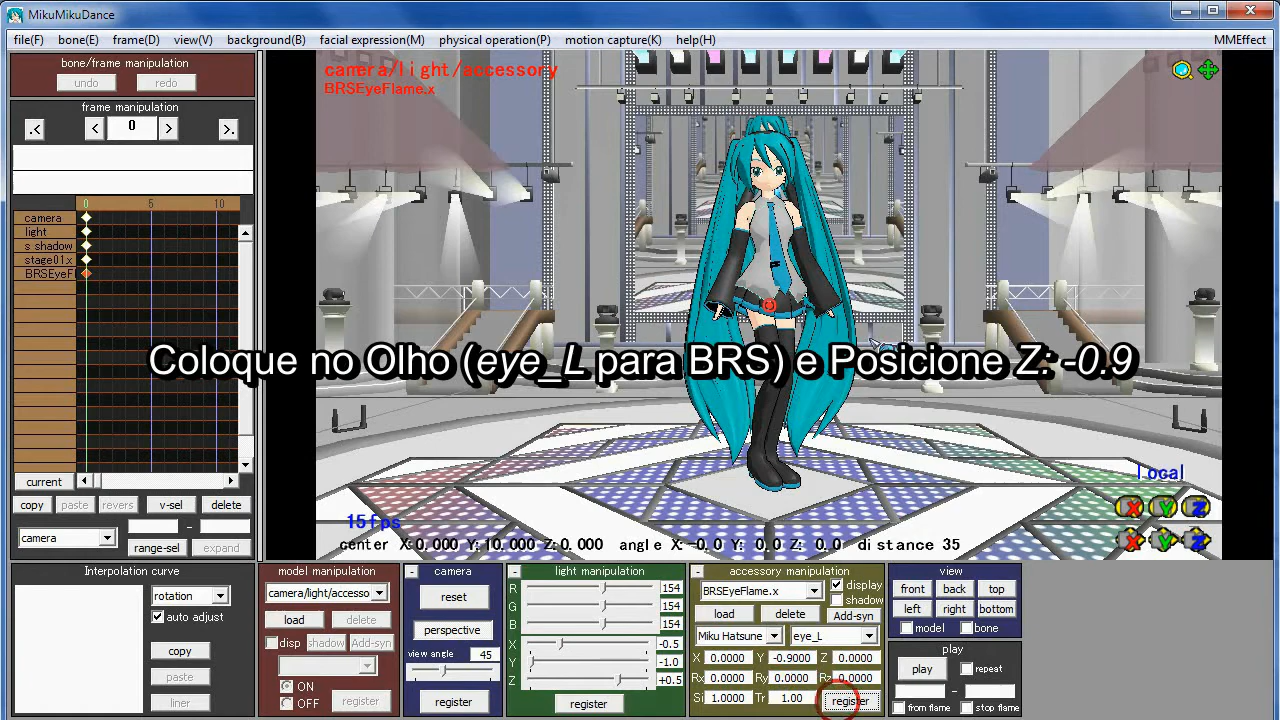 MikuMikuDance
file(F) bone(E) frame(D) view(V) background(B) facial expression(M) physical operation(P) motion capture(K) help(H) MMEffect
bone/frame manipulation
undo redo
frame manipulation
.< < 0 > >.
0 5 10
camera
light
s shadow
stage01.x
BRSEyeF
current
copy paste revers v-sel delete
camera -
range-sel expand
camera/light/accessory
BRSEyeFlame.x
Coloque no Olho (eye_L para BRS) e Posicione Z: -0.9
Local
X Y Z
X Y Z
15fps
center X:0.000 Y:10.000 Z:0.000 angle X:-0.0 Y: 0.0 Z: 0.0 distance 35
Interpolation curve
rotation
auto adjust
copy
paste
liner
model manipulation
camera/light/accesso
load delete
disp shadow Add-syn
ON
OFF register
camera
reset
perspective
view angle 45
register
light manipulation
R 154
G 154
B 154
X -0.5
Y -1.0
Z +0.5
register
accessory manipulation
BRSEyeFlame.x display
shadow
load delete Add-syn
Miku Hatsune eye_L
X 0.0000 Y -0.9000 Z 0.0000
Rx 0.0000 Ry 0.0000 Rz 0.0000
Si 1.0000 Tr 1.00 register
view
front back top
left right bottom
model bone
play
play repeat
-
from flame stop flame